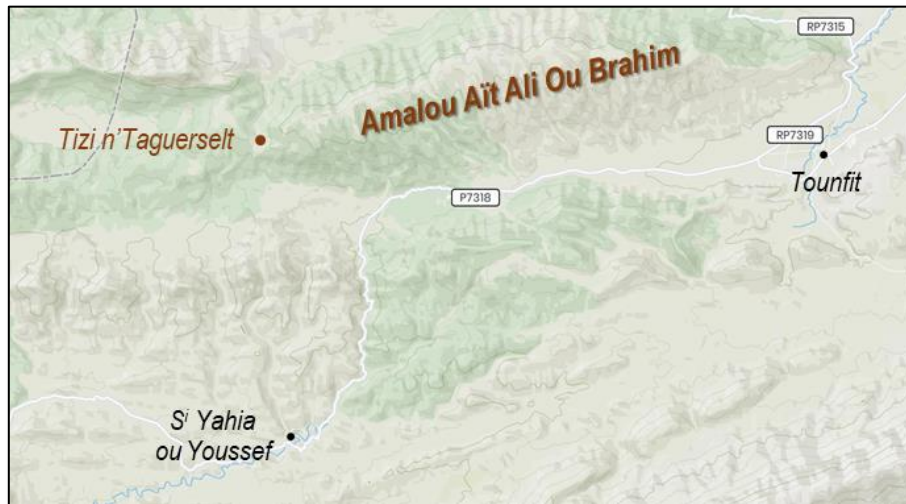 RP7315
Amalou Aït Ali Ou Brahim
Tizi n'Taguerselt
RP7319
Tounfit
P7318
Sⁱ Yahia
ou Youssef